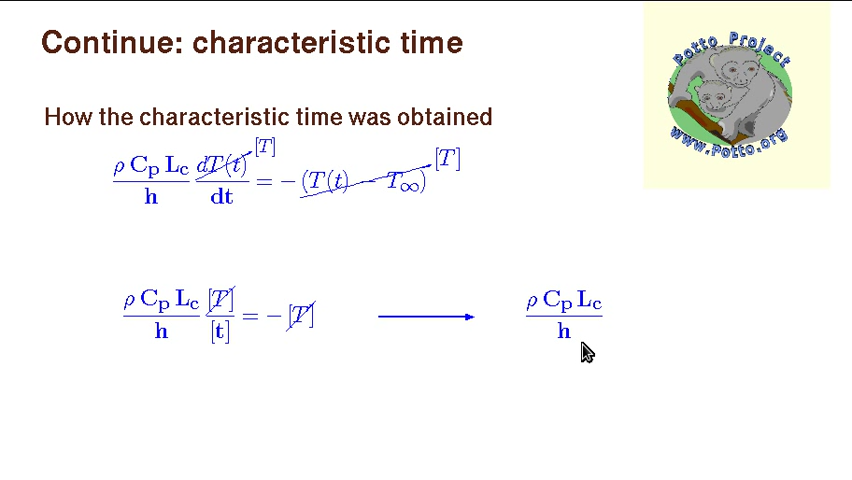 Continue: characteristic time
Potto Project
www.Potto.org
How the characteristic time was obtained
ρ Cp Lc / h dT(t) / dt = − (T(t) − T∞) [T] [T]
ρ Cp Lc / h [T] / [t] = − [T] ⟶ ρ Cp Lc / h